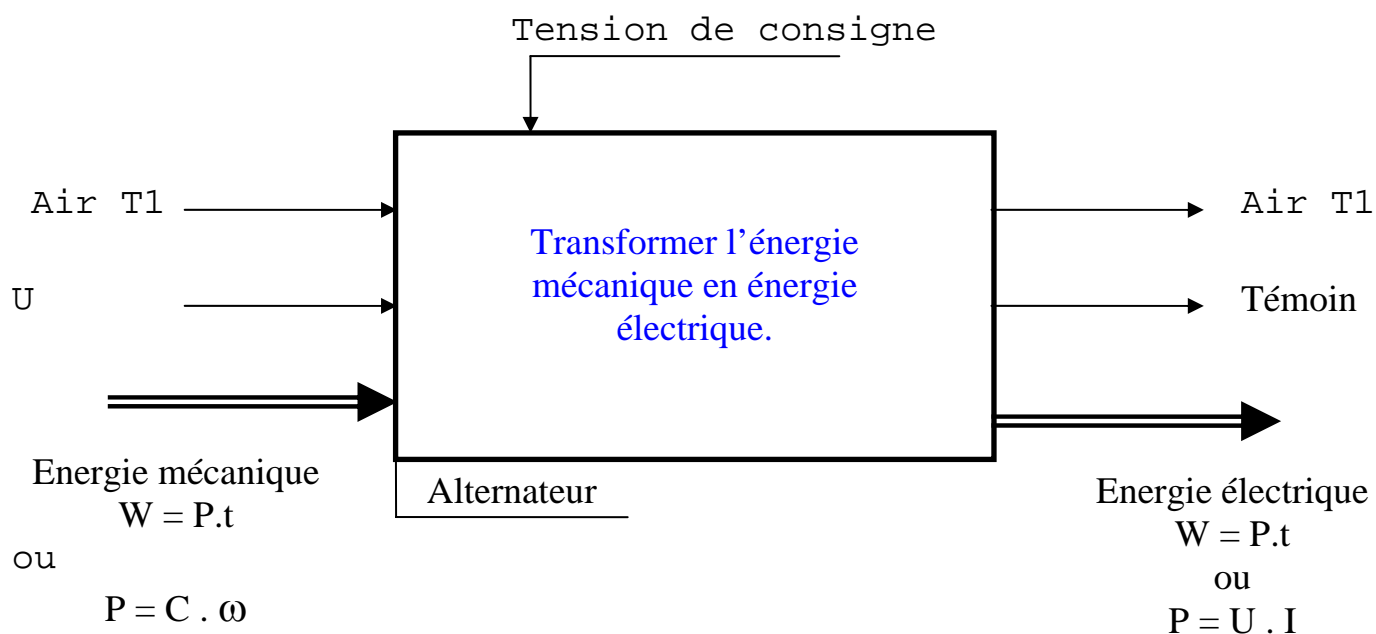 Tension de consigne
Air T1
Air T1
Transformer l’énergie
mécanique en énergie
électrique.
U
Témoin
Energie mécanique
W = P.t
ou
P = C . ω
Alternateur
Energie électrique
W = P.t
ou
P = U . I